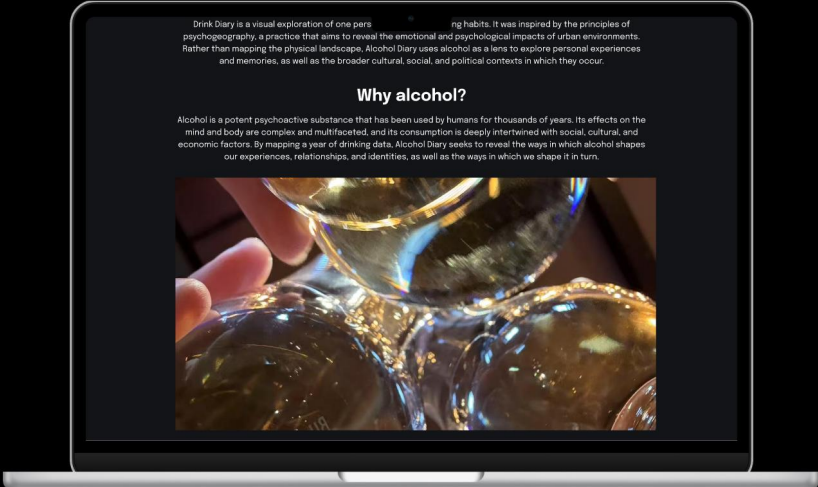 Drink Diary is a visual exploration of one pers ng habits. It was inspired by the principles of
psychogeography, a practice that aims to reveal the emotional and psychological impacts of urban environments.
Rather than mapping the physical landscape, Alcohol Diary uses alcohol as a lens to explore personal experiences
and memories, as well as the broader cultural, social, and political contexts in which they occur.
Why alcohol?
Alcohol is a potent psychoactive substance that has been used by humans for thousands of years. Its effects on the
mind and body are complex and multifaceted, and its consumption is deeply intertwined with social, cultural, and
economic factors. By mapping a year of drinking data, Alcohol Diary seeks to reveal the ways in which alcohol shapes
our experiences, relationships, and identities, as well as the ways in which we shape it in turn.